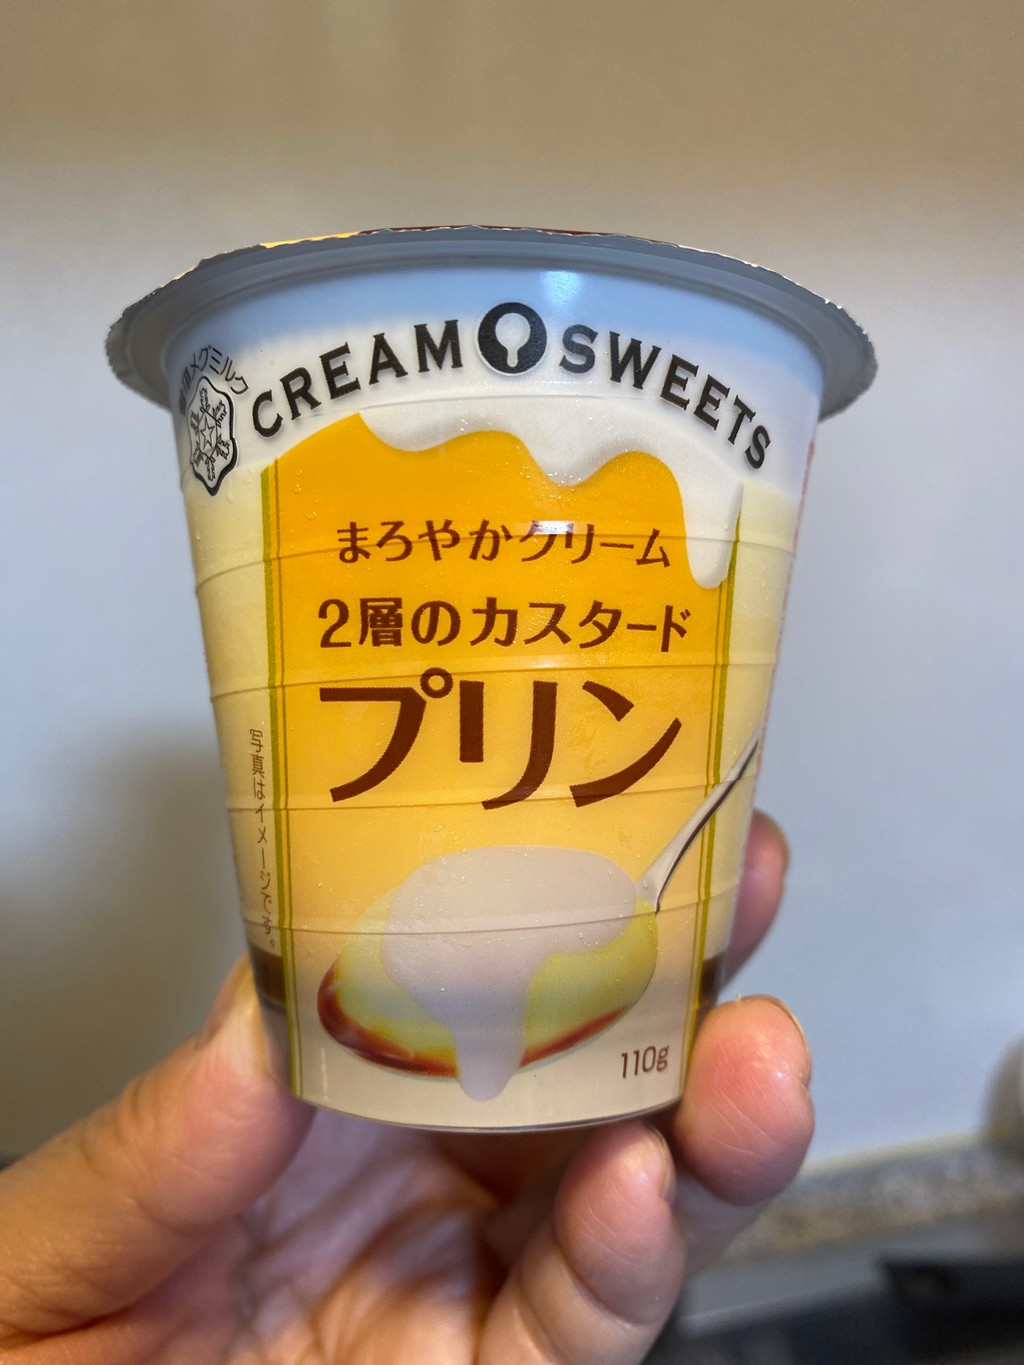 雪印メグミルク
CREAM SWEETS
まろやかクリーム
2層のカスタード
プリン
写真はイメージです。
110g